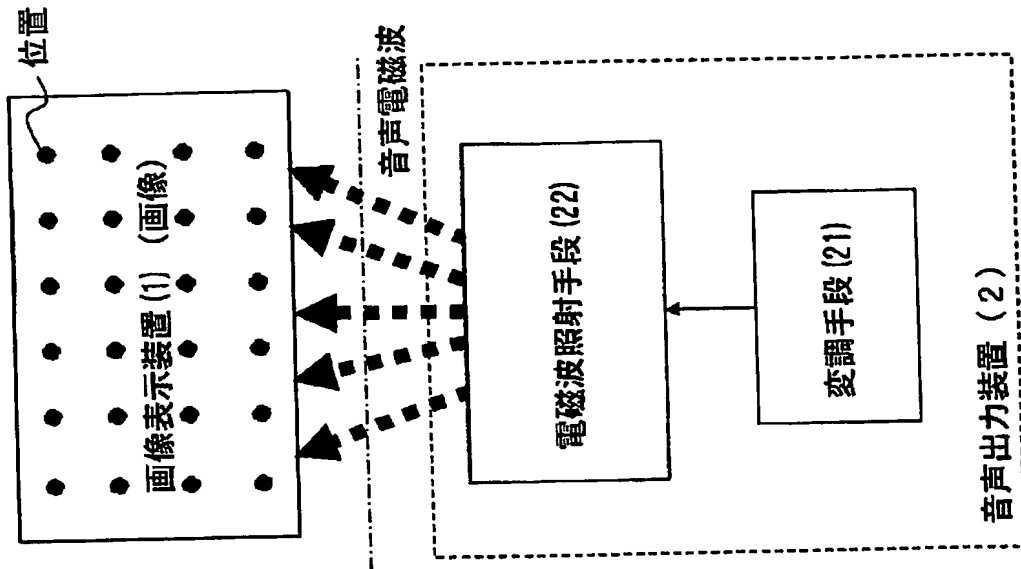 位置
画像表示装置(1) (画像)
音声電磁波
電磁波照射手段(22)
変調手段(21)
音声出力装置(2)